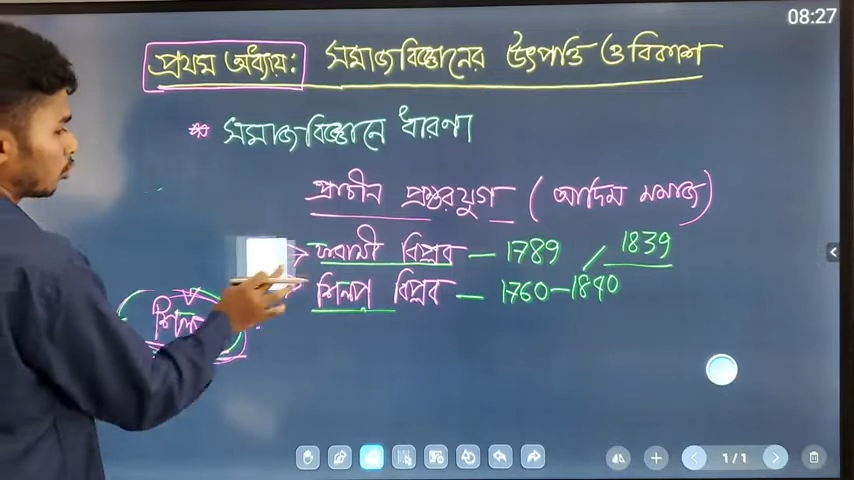 08:27
প্রথম অধ্যায়: সমাজবিজ্ঞানের উৎপত্তি ও বিকাশ
** সমাজবিজ্ঞানে ধারণা
প্রাচীন প্রস্তরযুগ (আদিম সমাজ)
ফরাসী বিপ্লব — 1789 / 1839
শিল্প বিপ্লব — 1760-1840
শিল্প
1/1